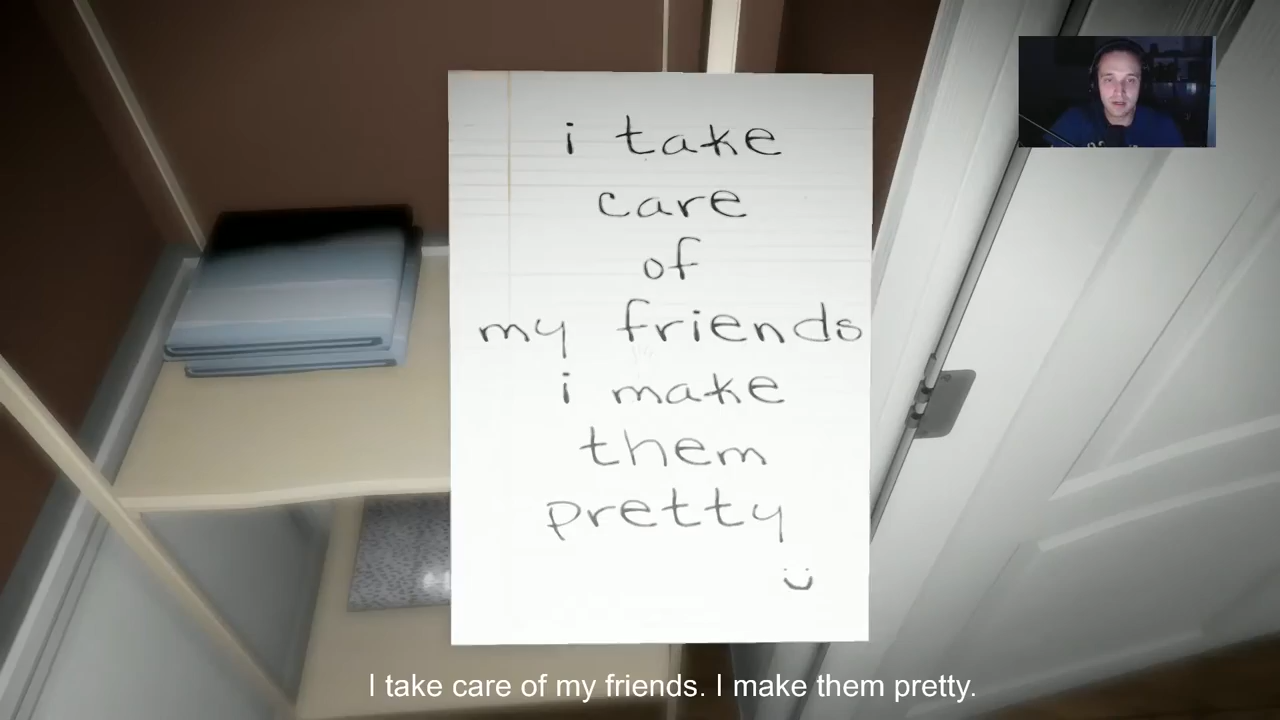 i take
care
of
my friends
i make
them
pretty
I take care of my friends. I make them pretty.